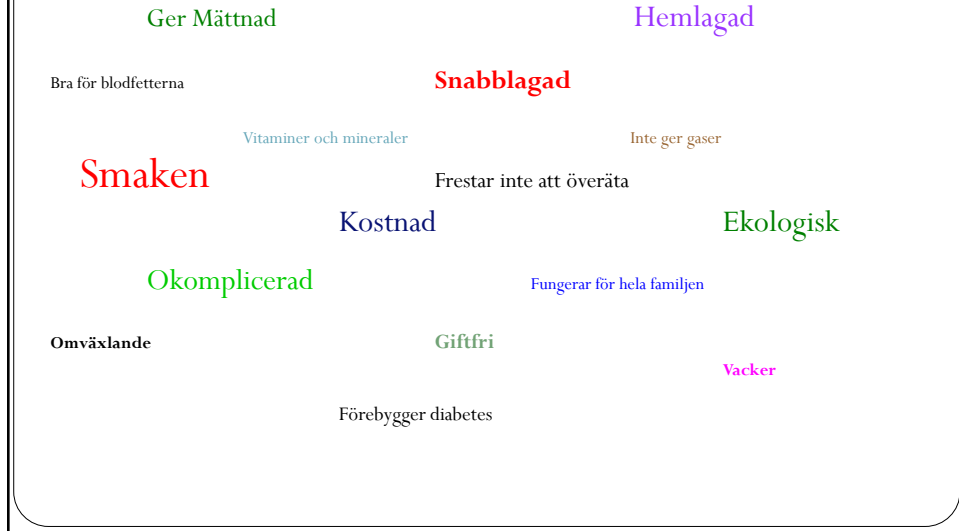 Ger Mättnad
Hemlagad
Bra för blodfetterna
Snabblagad
Vitaminer och mineraler
Inte ger gaser
Smaken
Frestar inte att överäta
Kostnad
Ekologisk
Okomplicerad
Fungerar för hela familjen
Omväxlande
Giftfri
Vacker
Förebygger diabetes